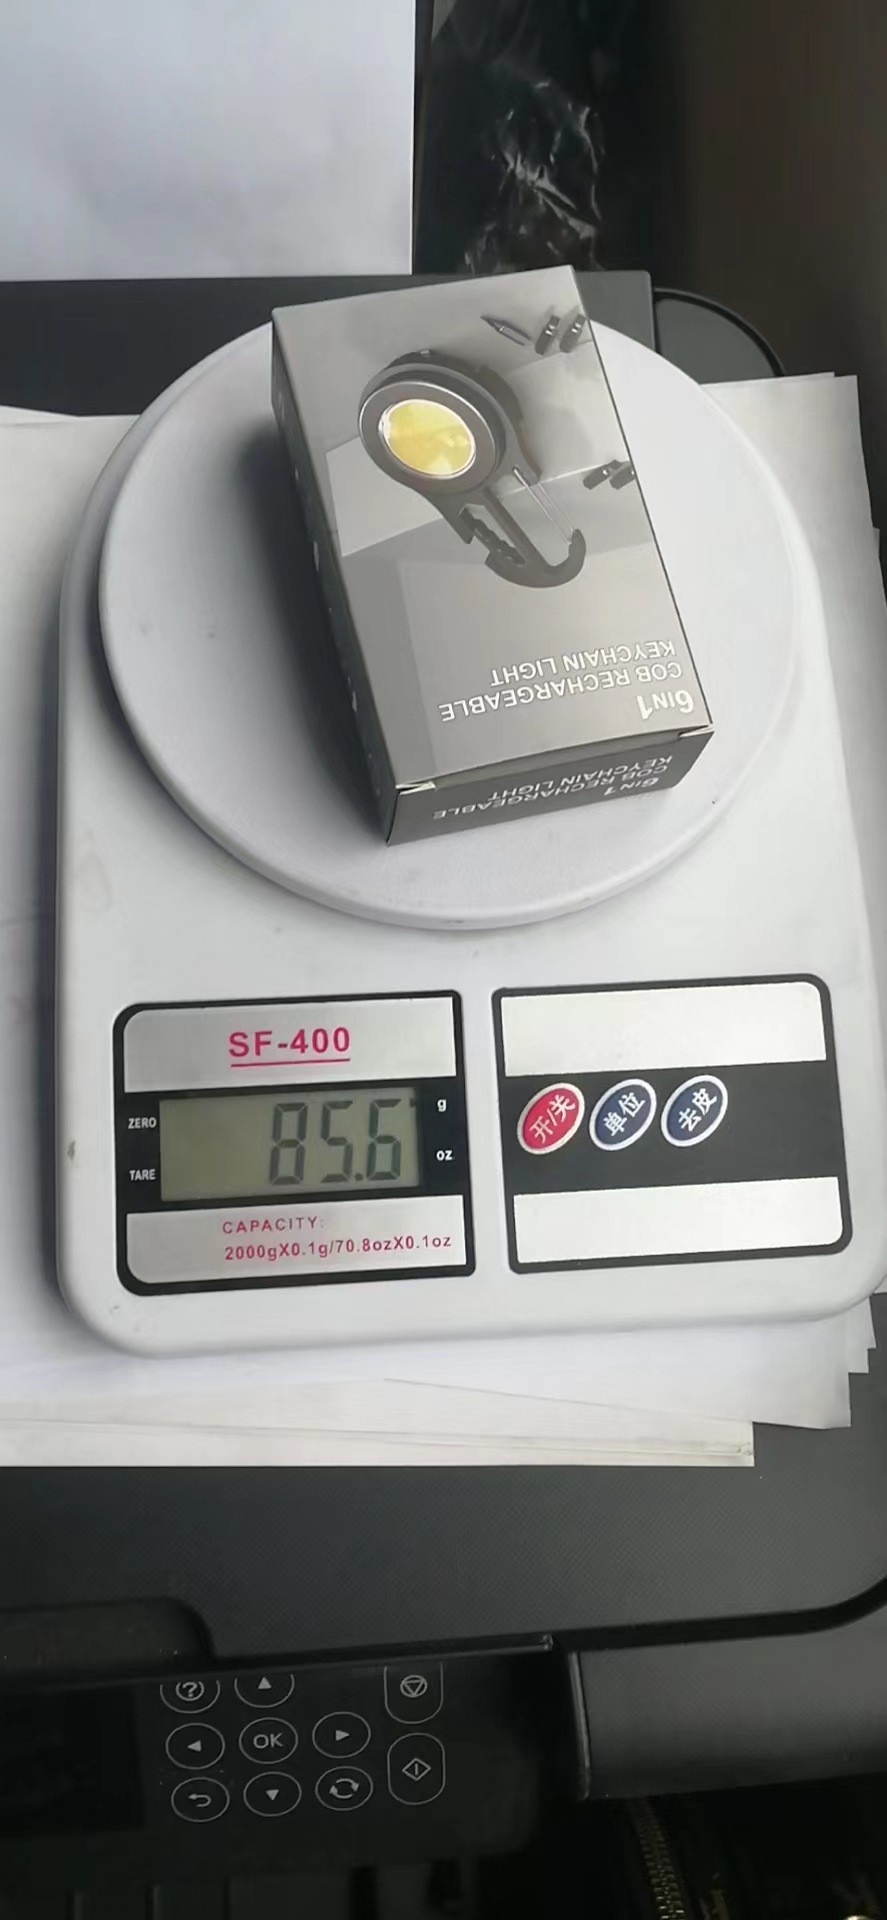 6IN1
COB RECHARGEABLE
KEYCHAIN LIGHT
6IN1
COB RECHARGEABLE
KEYCHAIN LIGHT
SF-400
ZERO
TARE
85.6
g
oz
CAPACITY:
2000gX0.1g/70.8ozX0.1oz
开/关
单位
去皮
?
OK